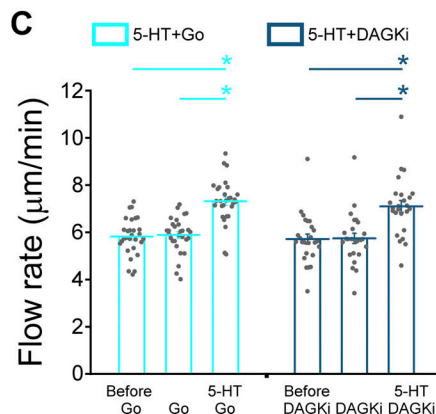 C
5-HT+Go
5-HT+DAGKi
*
*
*
*
Flow rate (μm/min)
12
10
8
6
4
2
0
Before Go
Go
5-HT Go
Before DAGKi
DAGKi
5-HT DAGKi